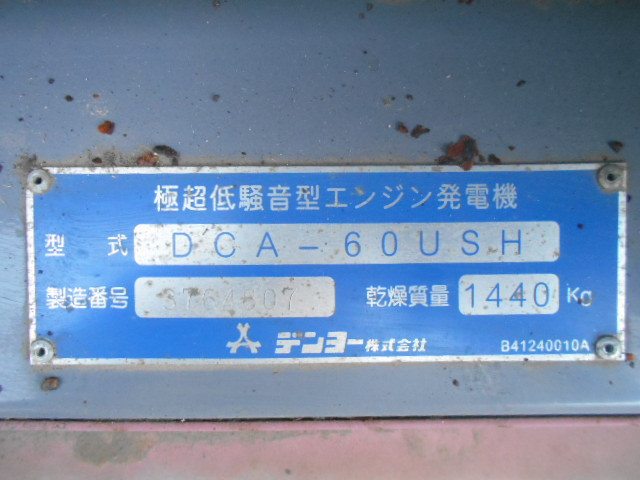 極超低騒音型エンジン発電機
型式 DCA-60USH
製造番号 乾燥質量 1440 Kg
デンヨー株式会社 B41240010A